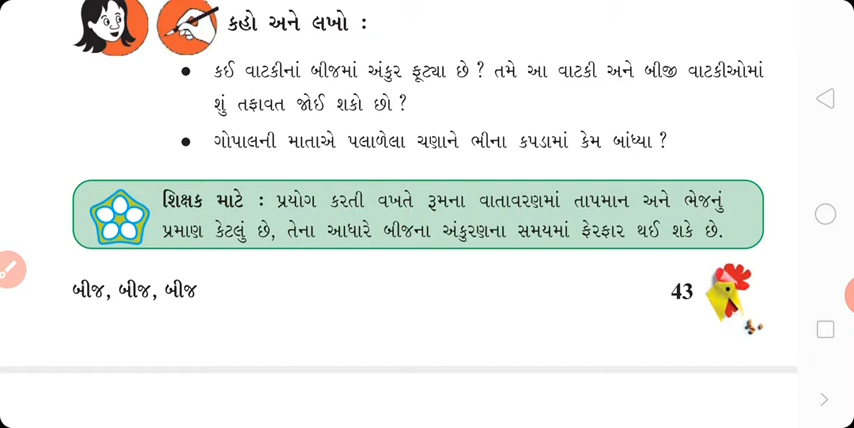 કહો અને લખો :
• કઈ વાટકીનાં બીજમાં અંકુર ફૂટ્યા છે ? તમે આ વાટકી અને બીજી વાટકીઓમાં
શું તફાવત જોઈ શકો છો ?
• ગોપાલની માતાએ પલાળેલા ચણાને ભીના કપડામાં કેમ બાંધ્યા ?
શિક્ષક માટે : પ્રયોગ કરતી વખતે રૂમના વાતાવરણમાં તાપમાન અને ભેજનું
પ્રમાણ કેટલું છે, તેના આધારે બીજના અંકુરણના સમયમાં ફેરફાર થઈ શકે છે.
બીજ, બીજ, બીજ
43